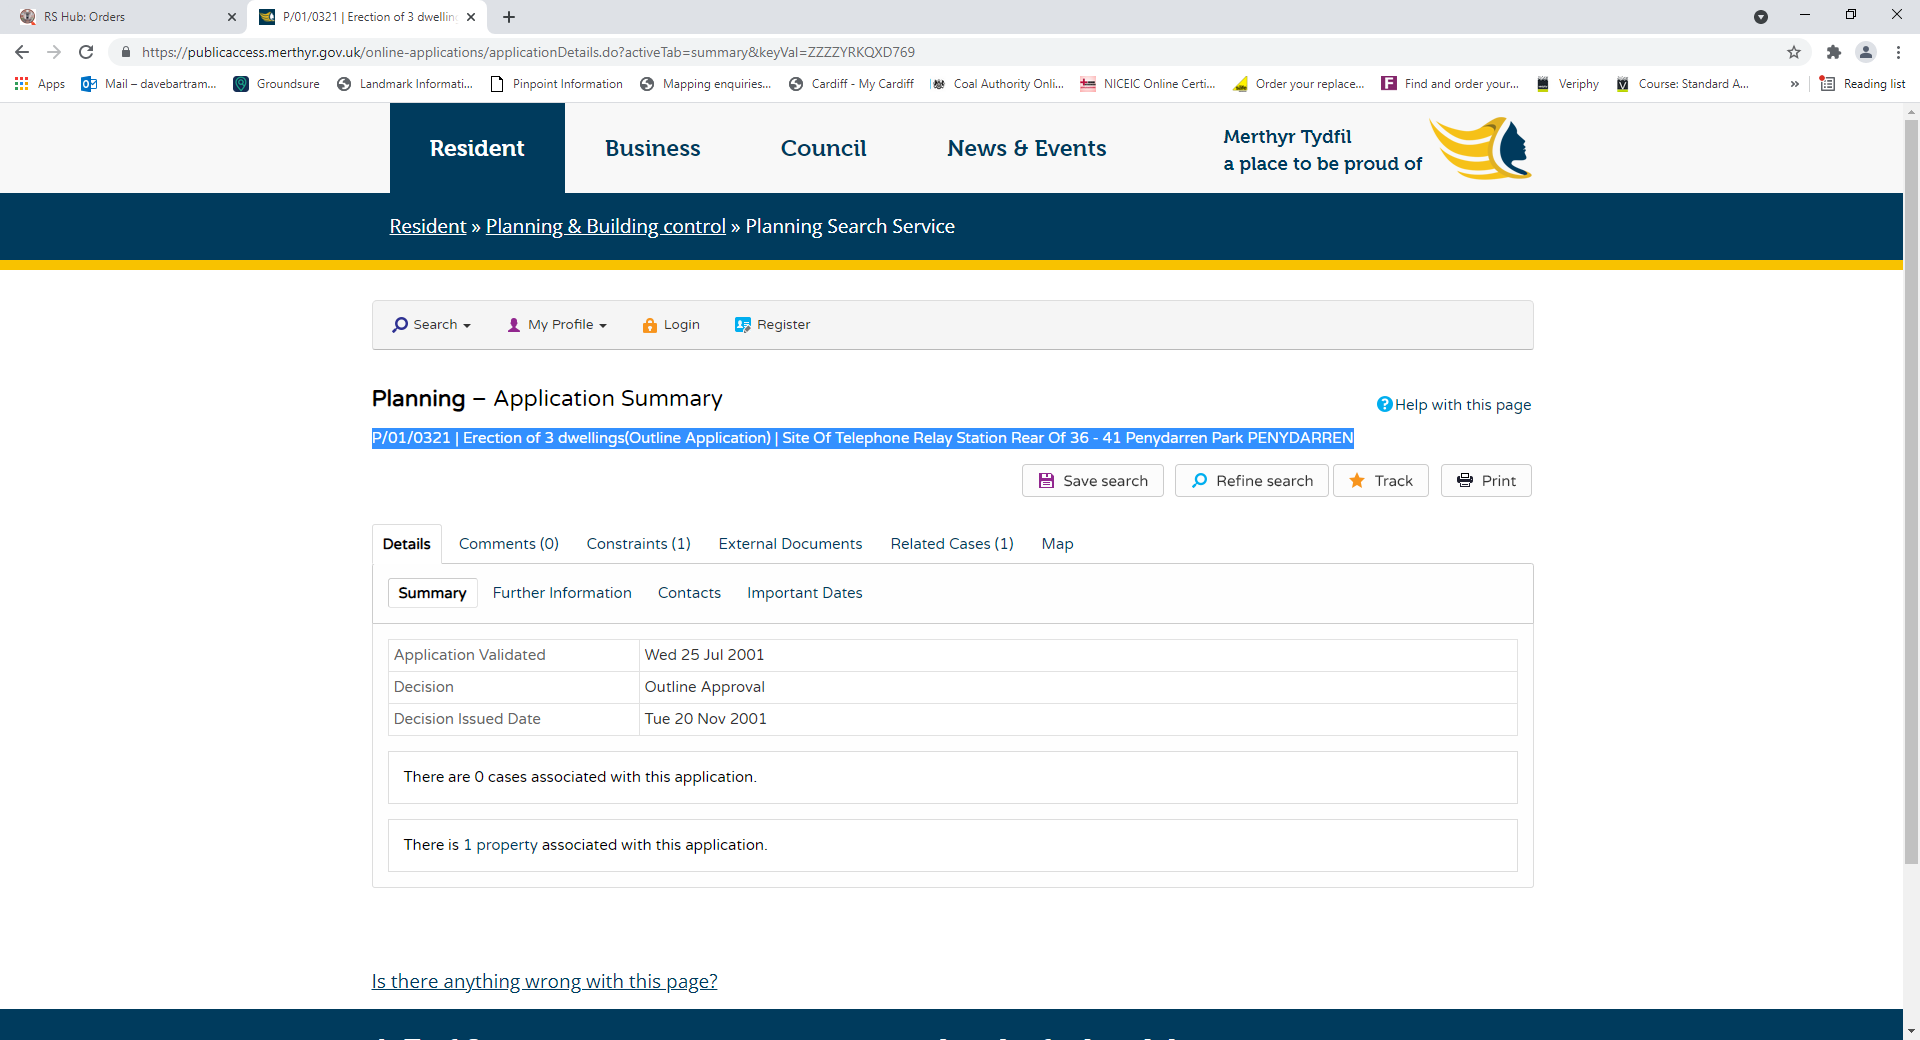 RS Hub: Orders
P/01/0321 | Erection of 3 dwellin
https://publicaccess.merthyr.gov.uk/online-applications/applicationDetails.do?activeTab=summary&keyVal=ZZZZYRKQXD769
Apps Mail – davebartram... Groundsure Landmark Informati... Pinpoint Information Mapping enquiries... Cardiff - My Cardiff Coal Authority Onli... NICEIC Online Certi... Order your replace... Find and order your... Veriphy Course: Standard A... » Reading list
Resident Business Council News & Events
Merthyr Tydfil
a place to be proud of
Resident » Planning & Building control » Planning Search Service
Search My Profile Login Register
Planning – Application Summary
Help with this page
P/01/0321 | Erection of 3 dwellings(Outline Application) | Site Of Telephone Relay Station Rear Of 36 - 41 Penydarren Park PENYDARREN
Save search Refine search Track Print
Details Comments (0) Constraints (1) External Documents Related Cases (1) Map
Summary Further Information Contacts Important Dates
Application Validated Wed 25 Jul 2001
Decision Outline Approval
Decision Issued Date Tue 20 Nov 2001
There are 0 cases associated with this application.
There is 1 property associated with this application.
Is there anything wrong with this page?